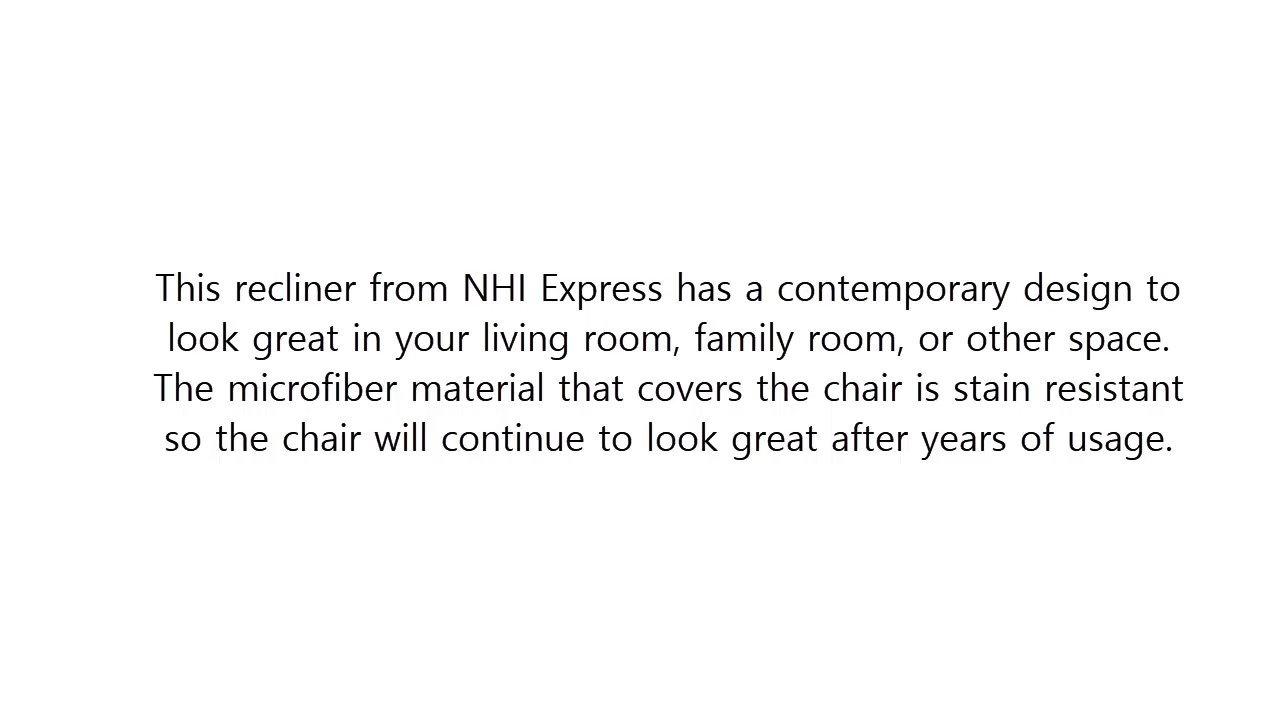 This recliner from NHI Express has a contemporary design to
look great in your living room, family room, or other space.
The microfiber material that covers the chair is stain resistant
so the chair will continue to look great after years of usage.